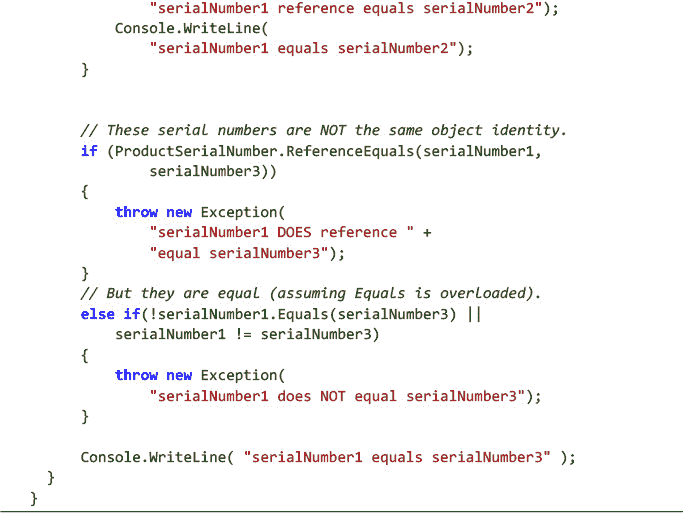 "serialNumber1 reference equals serialNumber2");
Console.WriteLine(
"serialNumber1 equals serialNumber2");
}
// These serial numbers are NOT the same object identity.
if (ProductSerialNumber.ReferenceEquals(serialNumber1,
serialNumber3))
{
throw new Exception(
"serialNumber1 DOES reference " +
"equal serialNumber3");
}
// But they are equal (assuming Equals is overloaded).
else if(!serialNumber1.Equals(serialNumber3) ||
serialNumber1 != serialNumber3)
{
throw new Exception(
"serialNumber1 does NOT equal serialNumber3");
}
Console.WriteLine( "serialNumber1 equals serialNumber3" );
}
}